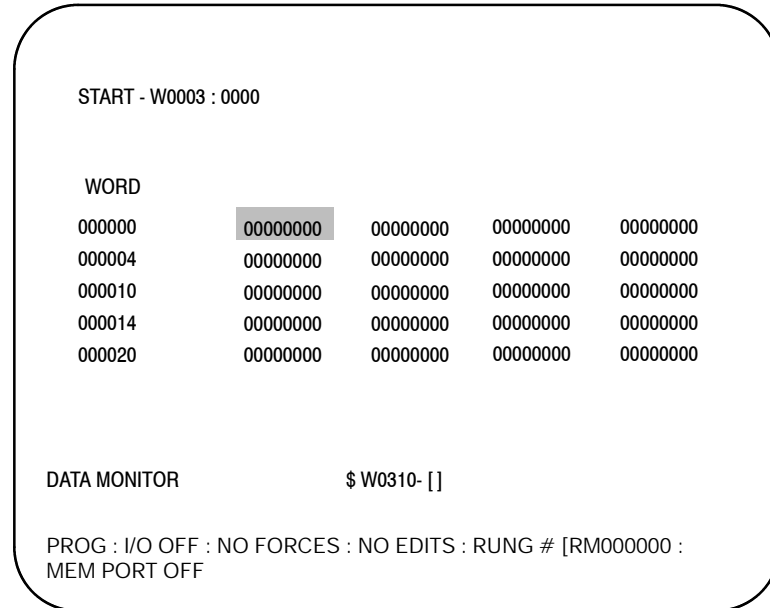 START - W0003 : 0000
WORD
000000 00000000 00000000 00000000 00000000
000004 00000000 00000000 00000000 00000000
000010 00000000 00000000 00000000 00000000
000014 00000000 00000000 00000000 00000000
000020 00000000 00000000 00000000 00000000
DATA MONITOR $ W0310- [ ]
PROG : I/O OFF : NO FORCES : NO EDITS : RUNG # [RM000000 :
MEM PORT OFF